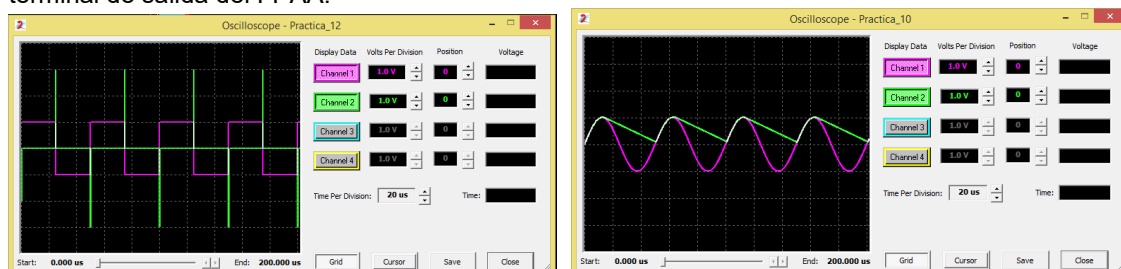 terminal de salida del FPAA.
Oscilloscope - Practica_12
Display Data Volts Per Division Position Voltage
Channel 1 1.0 V 0
Channel 2 1.0 V 0
Channel 3 1.0 V 0
Channel 4 1.0 V 0
Time Per Division: 20 us Time:
Start: 0.000 us End: 200.000 us Grid Cursor Save Close
Oscilloscope - Practica_10
Display Data Volts Per Division Position Voltage
Channel 1 1.0 V 0
Channel 2 1.0 V 0
Channel 3 1.0 V 0
Channel 4 1.0 V 0
Time Per Division: 20 us Time:
Start: 0.000 us End: 200.000 us Grid Cursor Save Close